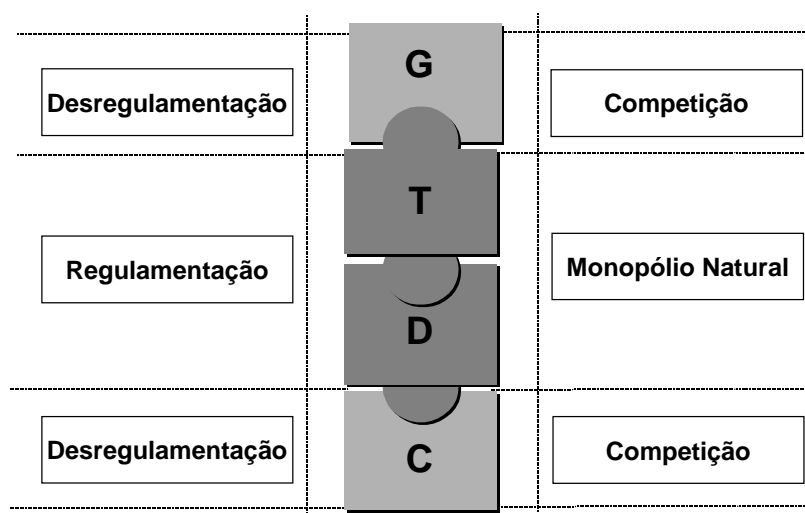 G
Desregulamentação
Competição
T
Regulamentação
Monopólio Natural
D
Desregulamentação
C
Competição